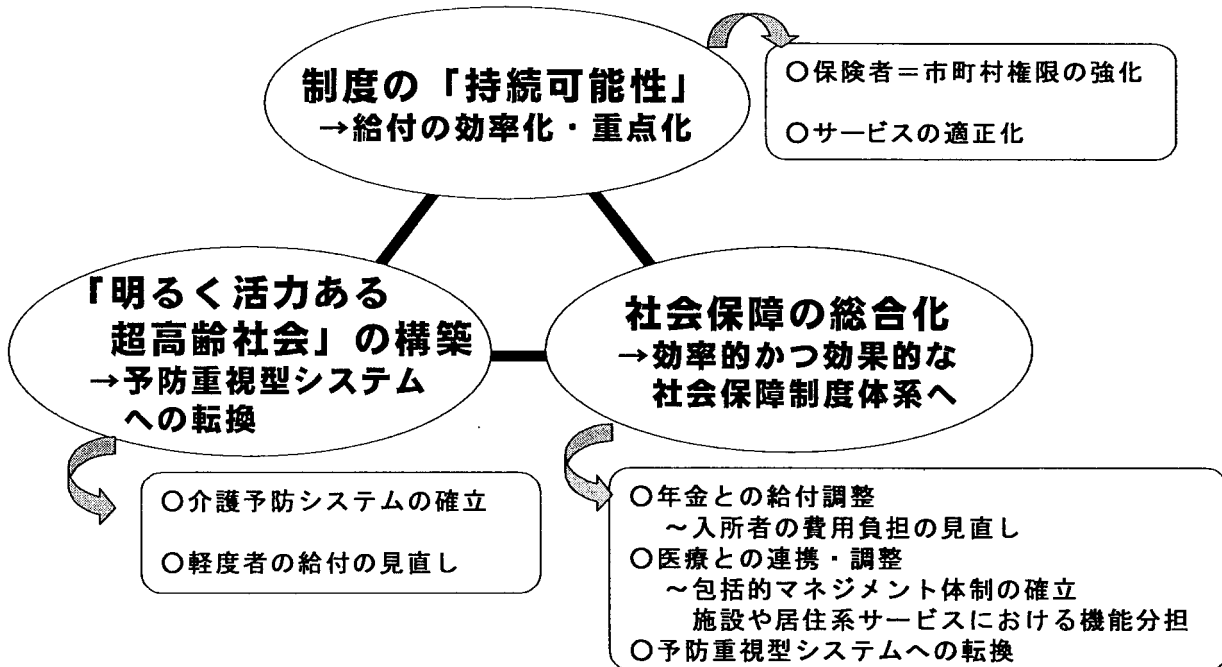 制度の「持続可能性」
→給付の効率化・重点化
○保険者=市町村権限の強化
○サービスの適正化
「明るく活力ある
超高齢社会」の構築
→予防重視型システム
への転換
社会保障の総合化
→効率的かつ効果的な
社会保障制度体系へ
○介護予防システムの確立
○軽度者の給付の見直し
○年金との給付調整
~入所者の費用負担の見直し
○医療との連携・調整
~包括的マネジメント体制の確立
施設や居住系サービスにおける機能分担
○予防重視型システムへの転換